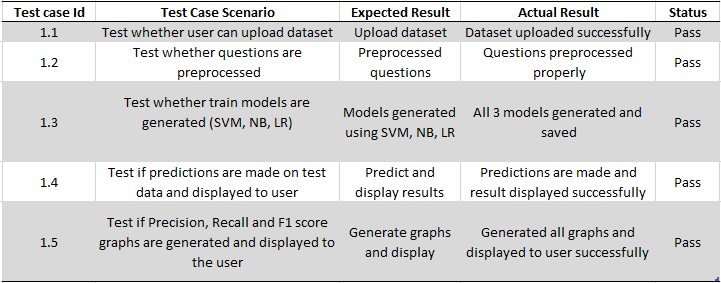 Test case Id Test Case Scenario Expected Result Actual Result Status
1.1 Test whether user can upload dataset Upload dataset Dataset uploaded successfully Pass
1.2 Test whether questions are preprocessed Preprocessed questions Questions preprocessed properly Pass
1.3 Test whether train models are generated (SVM, NB, LR) Models generated using SVM, NB, LR All 3 models generated and saved Pass
1.4 Test if predictions are made on test data and displayed to user Predict and display results Predictions are made and result displayed successfully Pass
1.5 Test if Precision, Recall and F1 score graphs are generated and displayed to the user Generate graphs and display Generated all graphs and displayed to user successfully Pass